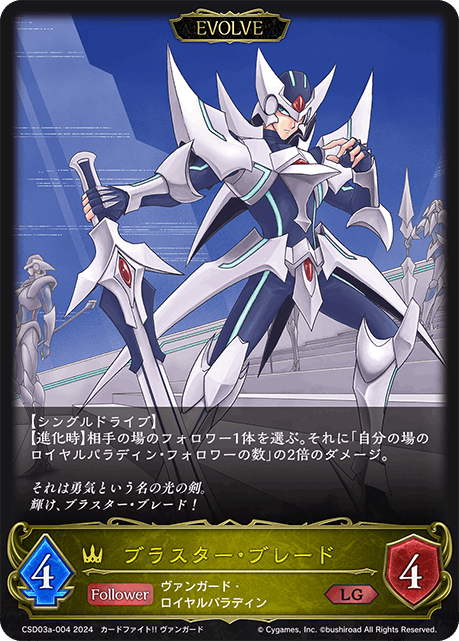 EVOLVE
【シングルドライブ】
【進化時】相手の場のフォロワー1体を選ぶ。それに「自分の場の
ロイヤルパラディン・フォロワーの数」の2倍のダメージ。
それは勇気という名の光の剣。
輝け、ブラスター・ブレード！
ブラスター・ブレード
4
Follower
ヴァンガード・
ロイヤルパラディン
LG
4
CSD03a-004 2024 カードファイト!! ヴァンガード
© Cygames, Inc. ©bushiroad All Rights Reserved.